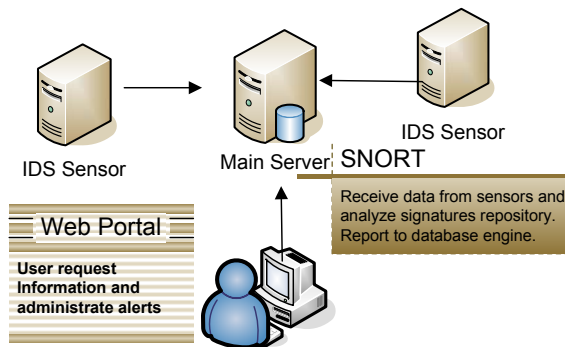 IDS Sensor
Main Server
IDS Sensor
SNORT
Receive data from sensors and
analyze signatures repository.
Report to database engine.
Web Portal
User request
Information and
administrate alerts